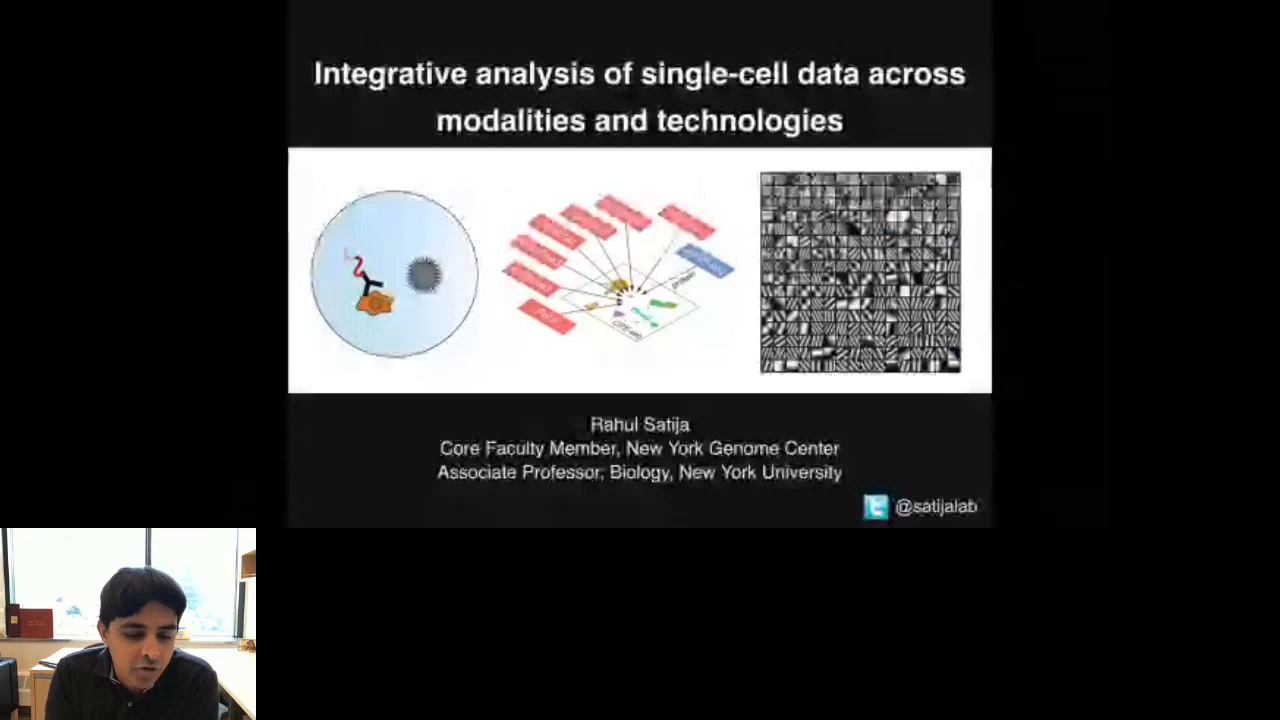 Integrative analysis of single-cell data across
modalities and technologies
Rahul Satija
Core Faculty Member, New York Genome Center
Associate Professor, Biology, New York University
@satijalab